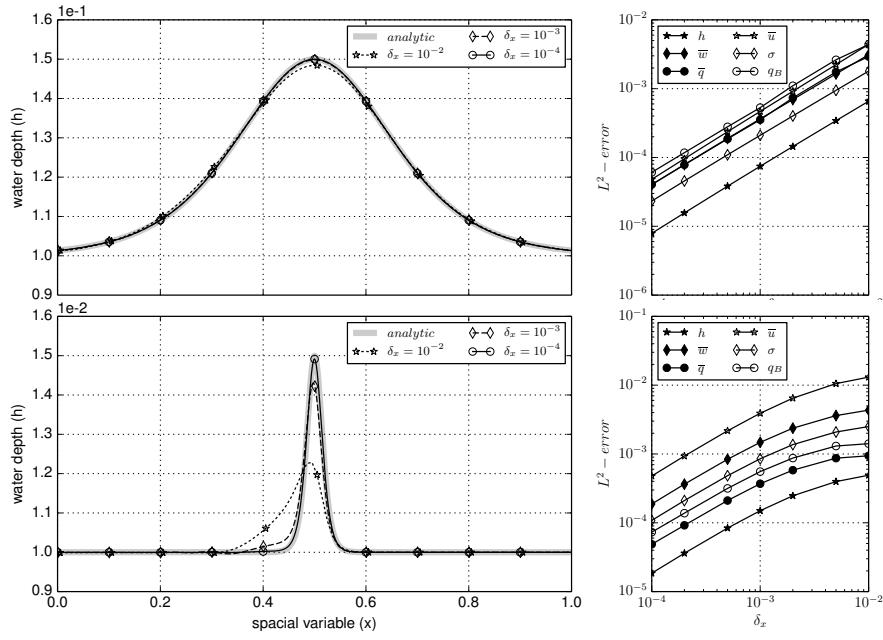 1e-1
1.6
1.5
1.4
1.3
1.2
1.1
1.0
0.9
water depth (h)
analytic
δx = 10−2
δx = 10−3
δx = 10−4
10−2
10−3
10−4
10−5
10−6
L2 − error
h
w
q
u
σ
qB
1e-2
1.6
1.5
1.4
1.3
1.2
1.1
1.0
0.9
water depth (h)
analytic
δx = 10−2
δx = 10−3
δx = 10−4
0.0 0.2 0.4 0.6 0.8 1.0
spacial variable (x)
10−1
10−2
10−3
10−4
10−5
L2 − error
h
w
q
u
σ
qB
10−4 10−3 10−2
δx